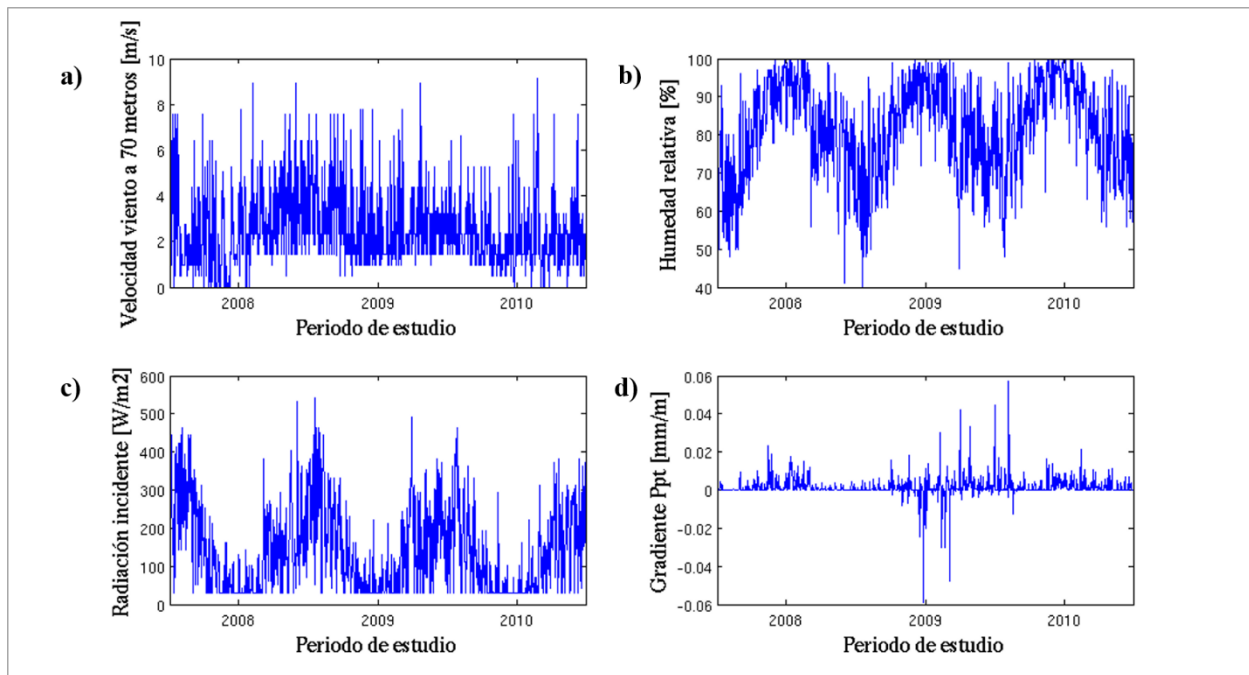 a)
Velocidad viento a 70 metros [m/s]
10
8
6
4
2
0
2008 2009 2010
Periodo de estudio
b)
Humedad relativa [%]
100
90
80
70
60
50
40
2008 2009 2010
Periodo de estudio
c)
Radiación incidente [W/m2]
600
500
400
300
200
100
0
2008 2009 2010
Periodo de estudio
d)
Gradiente Ppt [mm/m]
0.06
0.04
0.02
0
-0.02
-0.04
-0.06
2008 2009 2010
Periodo de estudio